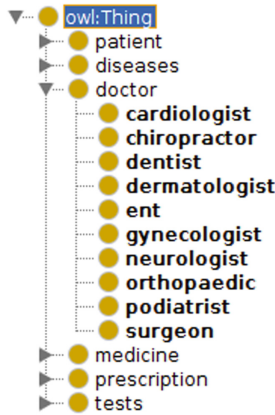 owl:Thing
patient
diseases
doctor
cardiologist
chiropractor
dentist
dermatologist
ent
gynecologist
neurologist
orthopaedic
podiatrist
surgeon
medicine
prescription
tests